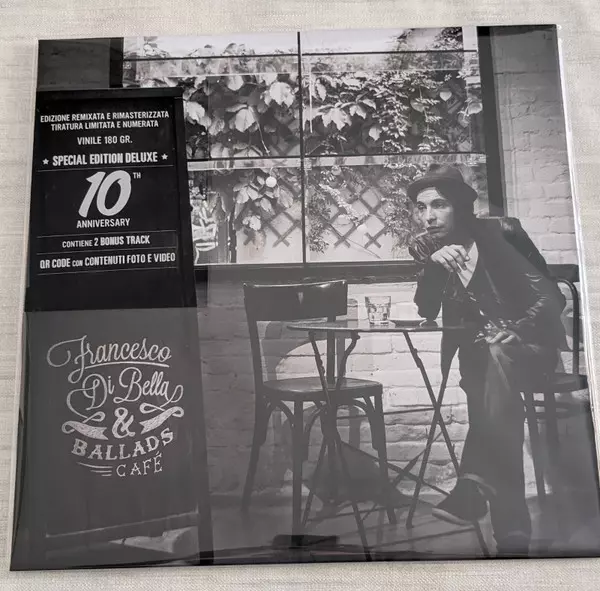 EDIZIONE REMIXATA E RIMASTERIZZATA
TIRATURA LIMITATA E NUMERATA
VINILE 180 GR.
★ SPECIAL EDITION DELUXE ★
10TH
ANNIVERSARY
CONTIENE 2 BONUS TRACK
QR CODE CON CONTENUTI FOTO E VIDEO
Francesco
Di Bella
&
BALLADS
CAFÉ